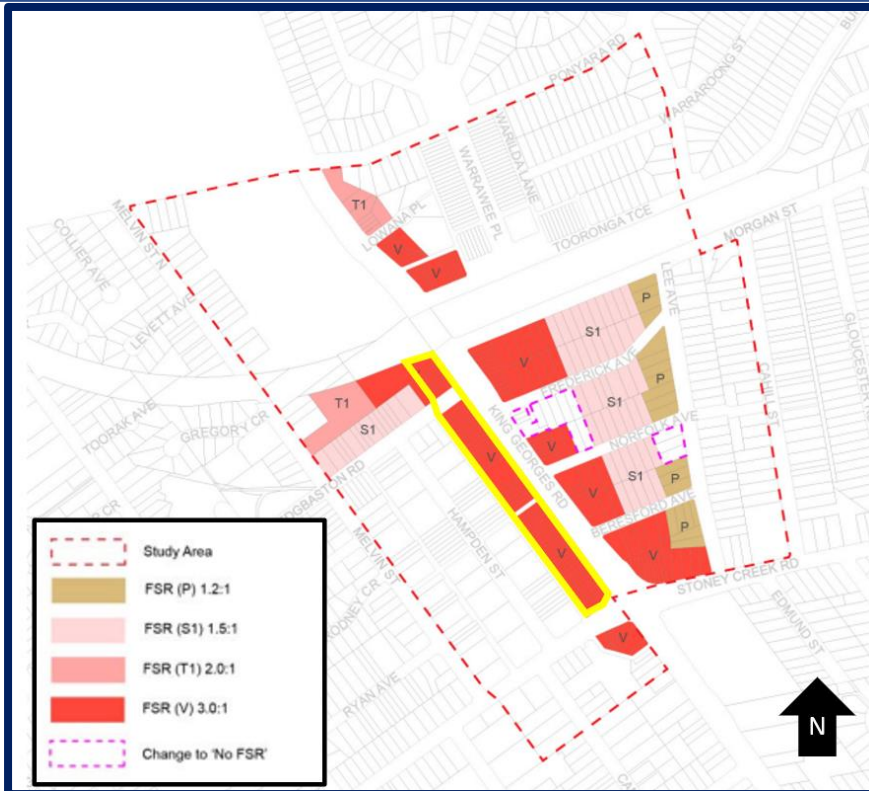 PONYARA RD
WARRAROONG ST
WARILDA LANE
WARRAWEE PL
T1
LOWANA PL
V
V
TOORONGA TCE
MORGAN ST
COLLIER AVE
MELVIN ST N
LEVETT AVE
LEE AVE
P
S1
V
FREDERICK AVE
GLOUCESTER
CAHILL ST
P
S1
T1
S1
TOORAK AVE
GREGORY CR
KING GEORGES RD
NORFOLK AVE
V
V
S1
P
V
HAMPDEN ST
MELVIN ST
BERESFORD AVE
P
V
V
STONEY CREEK RD
EDMUND ST
V
RYAN AVE
Study Area
FSR (P) 1.2:1
FSR (S1) 1.5:1
FSR (T1) 2.0:1
FSR (V) 3.0:1
Change to 'No FSR'
N